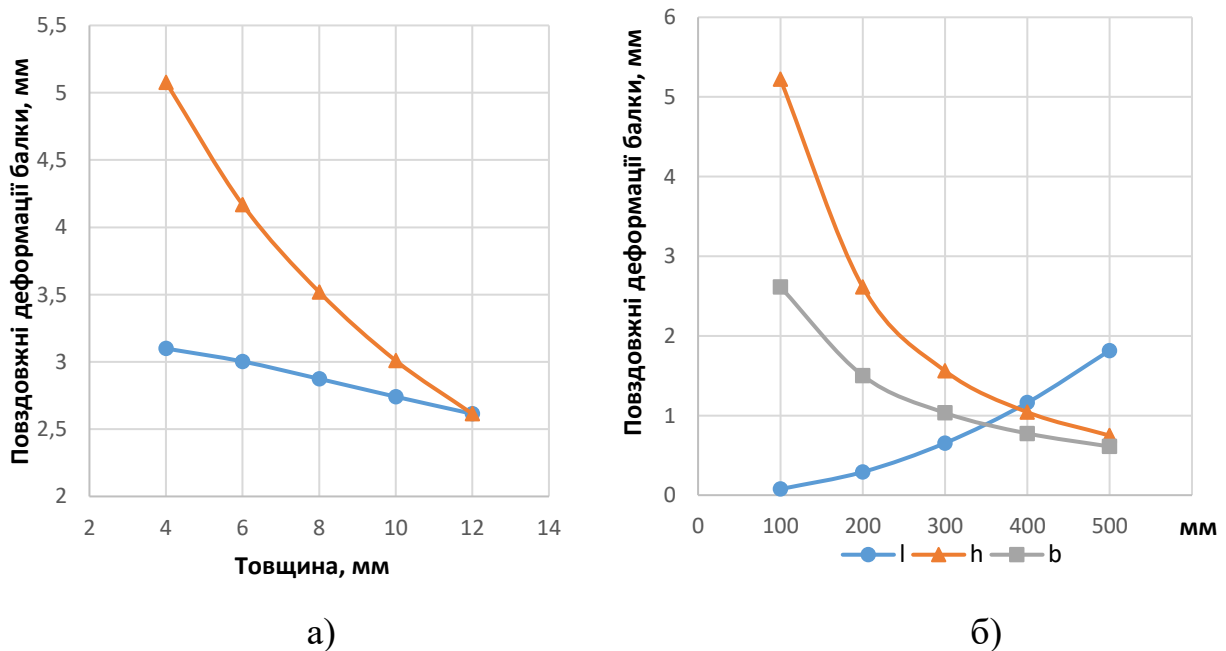 Повздовжні деформації балки, мм
5,5
5
4,5
4
3,5
3
2,5
2
2 4 6 8 10 12 14
Товщина, мм
а)
Повздовжні деформації балки, мм
6
5
4
3
2
1
0
0 100 200 300 400 500 мм
l h b
б)